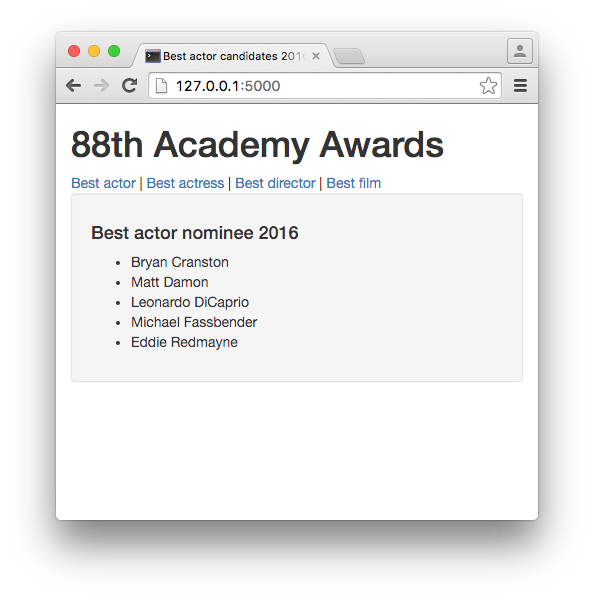 Best actor candidates 2016
127.0.0.1:5000
88th Academy Awards
Best actor | Best actress | Best director | Best film
Best actor nominee 2016
Bryan Cranston
Matt Damon
Leonardo DiCaprio
Michael Fassbender
Eddie Redmayne